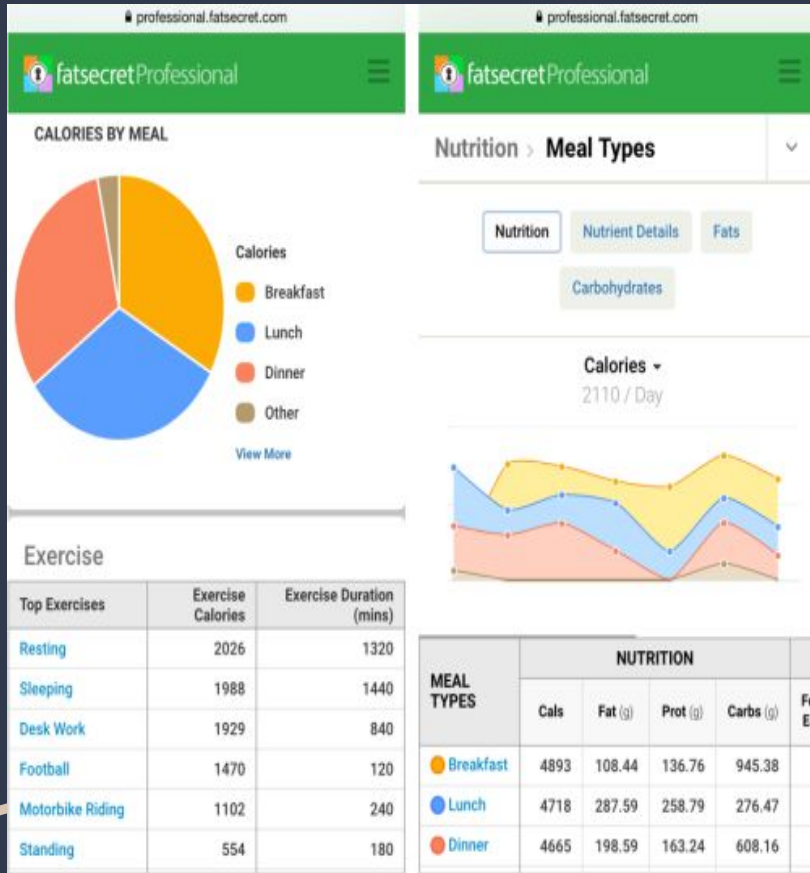 professional.fatsecret.com
fatsecret Professional
CALORIES BY MEAL
Calories
Breakfast
Lunch
Dinner
Other
View More
Exercise
Top Exercises Exercise Calories Exercise Duration (mins)
Resting 2026 1320
Sleeping 1988 1440
Desk Work 1929 840
Football 1470 120
Motorbike Riding 1102 240
Standing 554 180
professional.fatsecret.com
fatsecret Professional
Nutrition > Meal Types
Nutrition Nutrient Details Fats
Carbohydrates
Calories
2110 / Day
MEAL TYPES NUTRITION
Cals Fat (g) Prot (g) Carbs (g)
Breakfast 4893 108.44 136.76 945.38
Lunch 4718 287.59 258.79 276.47
Dinner 4665 198.59 163.24 608.16